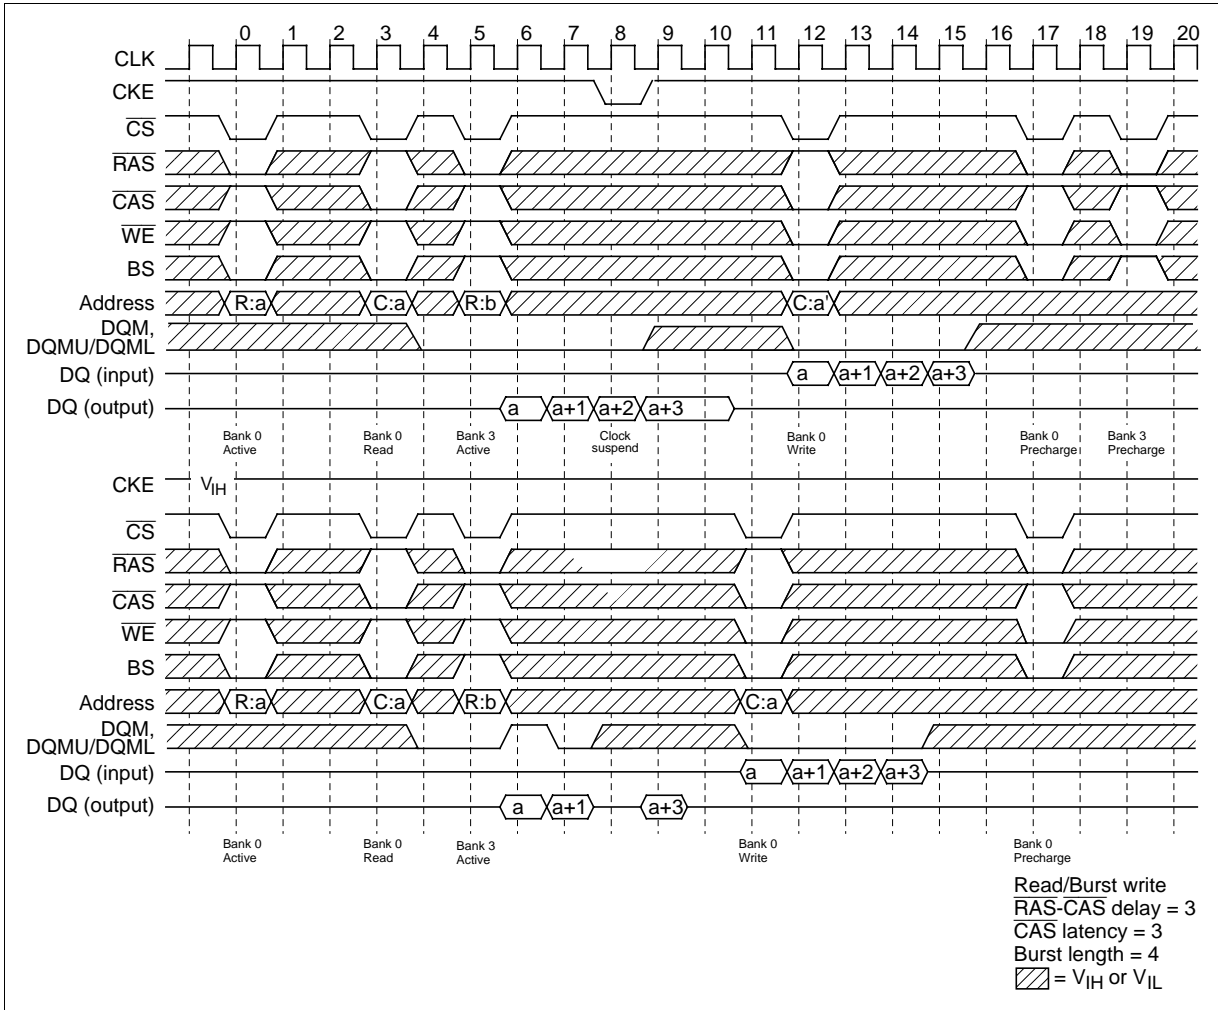 0 1 2 3 4 5 6 7 8 9 10 11 12 13 14 15 16 17 18 19 20
CLK
CKE
CS
RAS
CAS
WE
BS
Address R:a C:a R:b C:a'
DQM,
DQMU/DQML
DQ (input) a a+1 a+2 a+3
DQ (output) a a+1 a+2 a+3
Bank 0 Bank 0 Bank 3 Clock Bank 0 Bank 0 Bank 3
Active Read Active suspend Write Precharge Precharge
CKE VIH
CS
RAS
CAS
WE
BS
Address R:a C:a R:b C:a
DQM,
DQMU/DQML
DQ (input) a a+1 a+2 a+3
DQ (output) a a+1 a+3
Bank 0 Bank 0 Bank 3 Bank 0 Bank 0
Active Read Active Write Precharge
Read/Burst write
RAS-CAS delay = 3
CAS latency = 3
Burst length = 4
= VIH or VIL